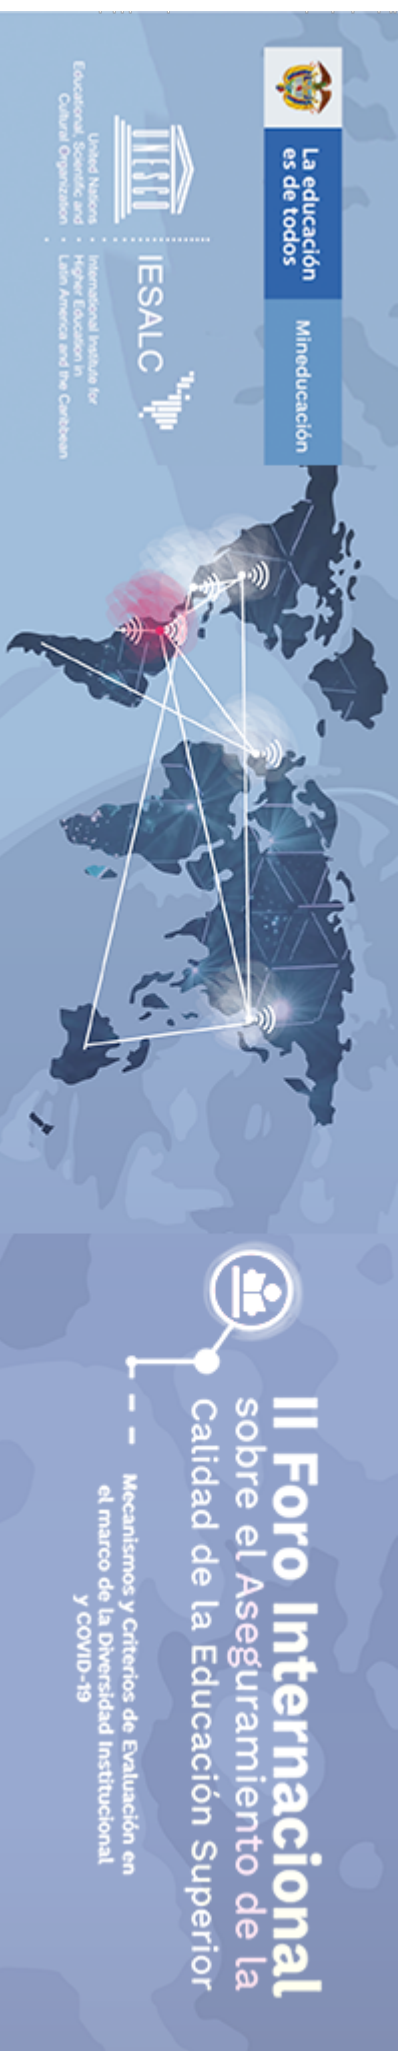 La educación
es de todos
Mineducación
UNESCO
United Nations
Educational, Scientific and
Cultural Organization
IESALC
International Institute for
Higher Education in
Latin America and the Caribbean
II Foro Internacional
sobre el Aseguramiento de la
Calidad de la Educación Superior
Mecanismos y Criterios de Evaluación en
el marco de la Diversidad Institucional
y COVID-19